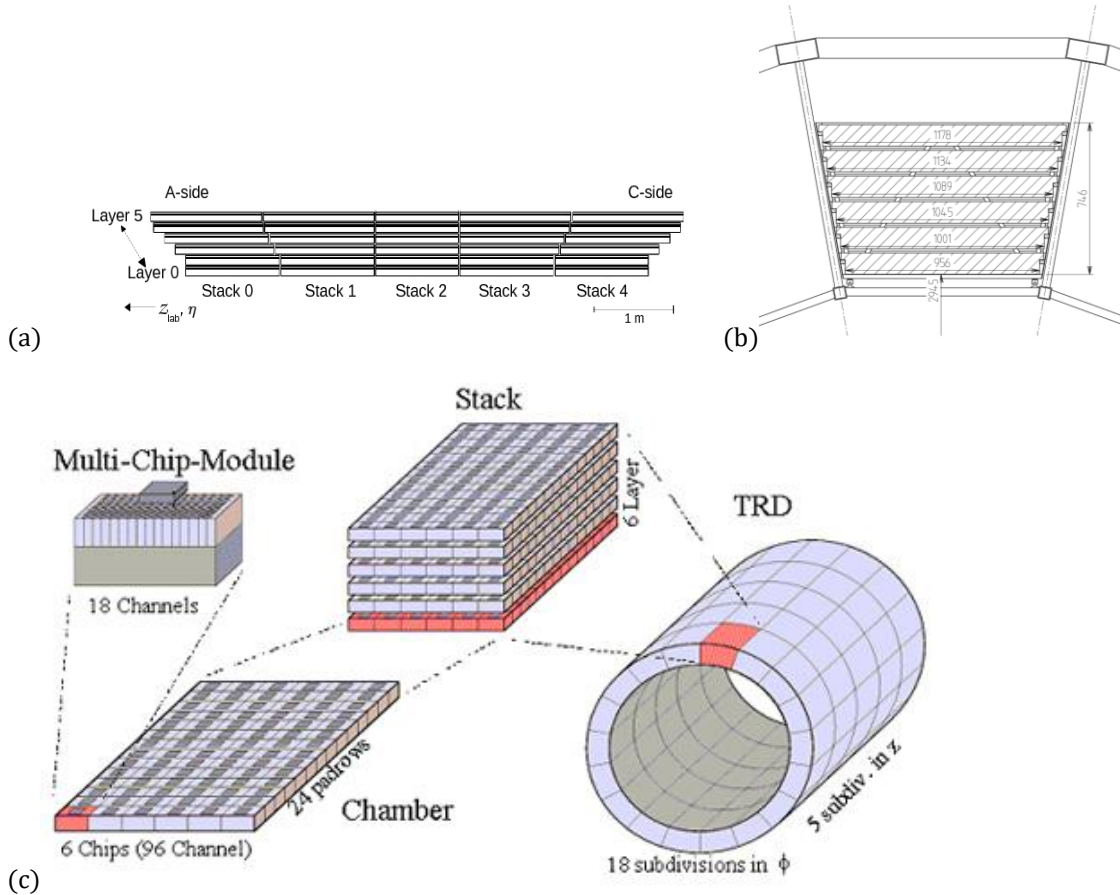 A-side
C-side
Layer 5
Layer 0
Stack 0
Stack 1
Stack 2
Stack 3
Stack 4
z_lab, η
1 m
(a)
1178
1134
1089
1045
1001
956
746
2945
(b)
Stack
Multi-Chip-Module
6 Layer
TRD
18 Channels
24 padrows
Chamber
5 subdiv. in z
6 Chips (96 Channel)
18 subdivisions in ϕ
(c)